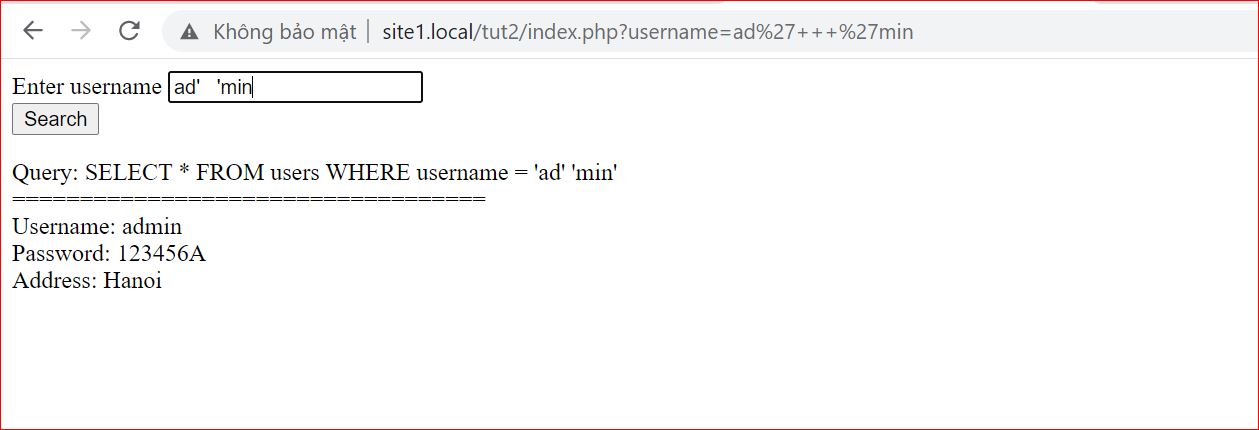 Không bảo mật site1.local/tut2/index.php?username=ad%27+++%27min
Enter username ad'   'min
Search
Query: SELECT * FROM users WHERE username = 'ad' 'min'
===================================
Username: admin
Password: 123456A
Address: Hanoi